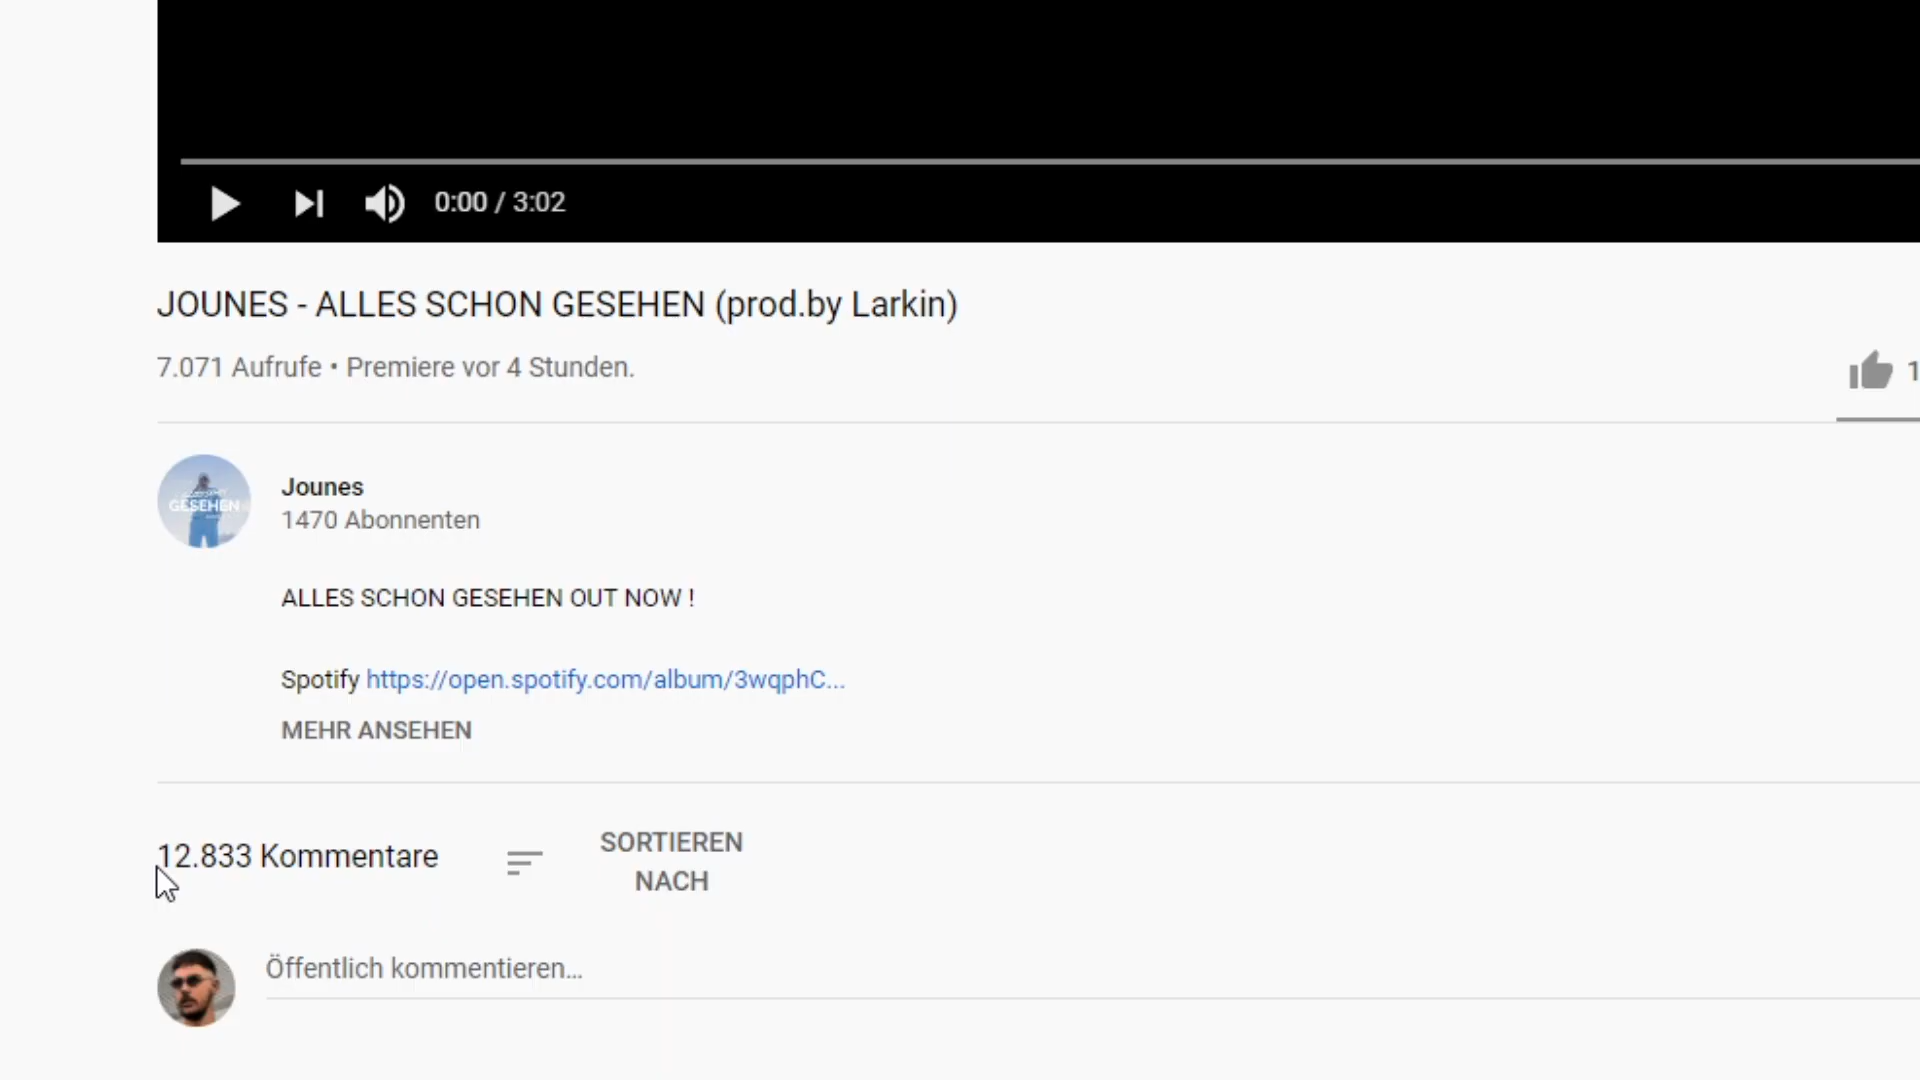 0:00 / 3:02
JOUNES - ALLES SCHON GESEHEN (prod.by Larkin)
7.071 Aufrufe • Premiere vor 4 Stunden.
1
GESEHEN
Jounes
1470 Abonnenten
ALLES SCHON GESEHEN OUT NOW !
Spotify https://open.spotify.com/album/3wqphC...
MEHR ANSEHEN
12.833 Kommentare
SORTIEREN
NACH
Öffentlich kommentieren...